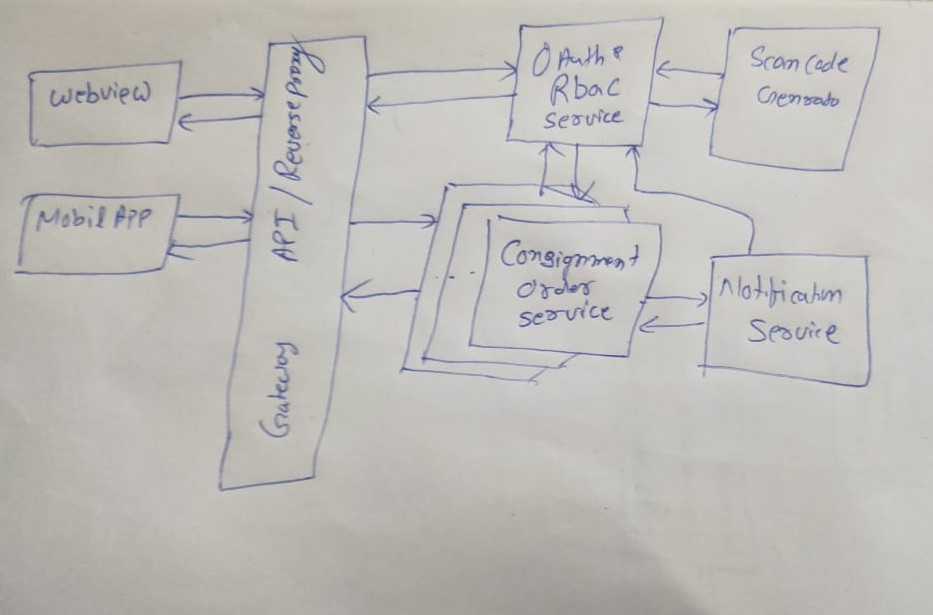 Webview
Mobil APP
API / Reverse Proxy
Gateway
OAuth &
Rbac
service
Scan Code
Genrato
Consignment
Order
service
Notification
Service